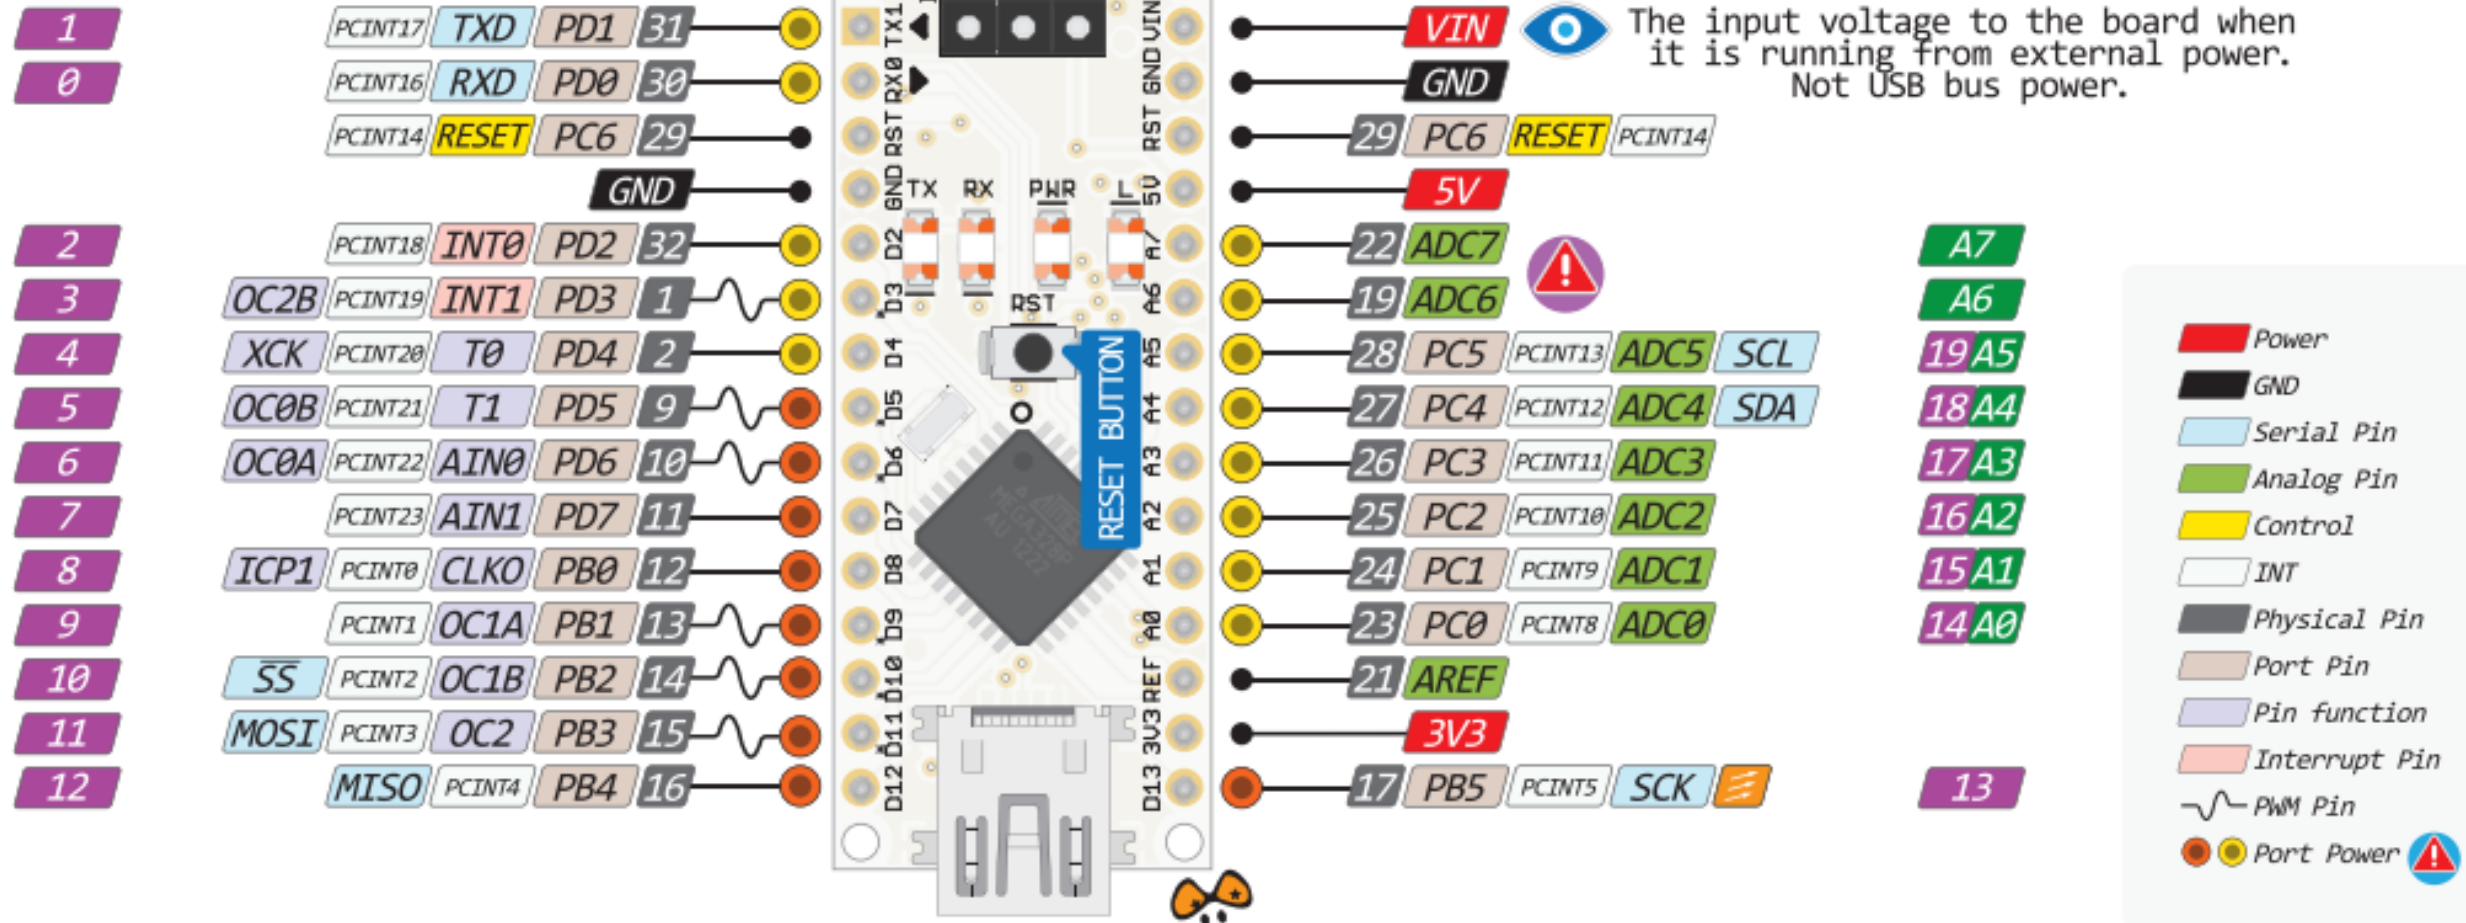 1 PCINT17 TXD PD1 31 TX1 VIN VIN The input voltage to the board when
it is running from external power.
Not USB bus power.
0 PCINT16 RXD PD0 30 RX0 GND GND
PCINT14 RESET PC6 29 RST RST 29 PC6 RESET PCINT14
GND GND 5V 5V
TX RX PWR L
2 PCINT18 INT0 PD2 32 D2 A7 22 ADC7 A7
3 OC2B PCINT19 INT1 PD3 1 D3 A6 19 ADC6 A6
RST
4 XCK PCINT20 T0 PD4 2 D4 A5 28 PC5 PCINT13 ADC5 SCL 19 A5
5 OC0B PCINT21 T1 PD5 9 D5 A4 27 PC4 PCINT12 ADC4 SDA 18 A4
RESET BUTTON
6 OC0A PCINT22 AIN0 PD6 10 D6 A3 26 PC3 PCINT11 ADC3 17 A3
7 PCINT23 AIN1 PD7 11 D7 A2 25 PC2 PCINT10 ADC2 16 A2
MEGA328P
AU 1222
8 ICP1 PCINT0 CLKO PB0 12 D8 A1 24 PC1 PCINT9 ADC1 15 A1
9 PCINT1 OC1A PB1 13 D9 A0 23 PC0 PCINT8 ADC0 14 A0
10 SS PCINT2 OC1B PB2 14 D10 REF 21 AREF
11 MOSI PCINT3 OC2 PB3 15 D11 3V3 3V3
12 MISO PCINT4 PB4 16 D12 D13 17 PB5 PCINT5 SCK 13
Power
GND
Serial Pin
Analog Pin
Control
INT
Physical Pin
Port Pin
Pin function
Interrupt Pin
PWM Pin
Port Power